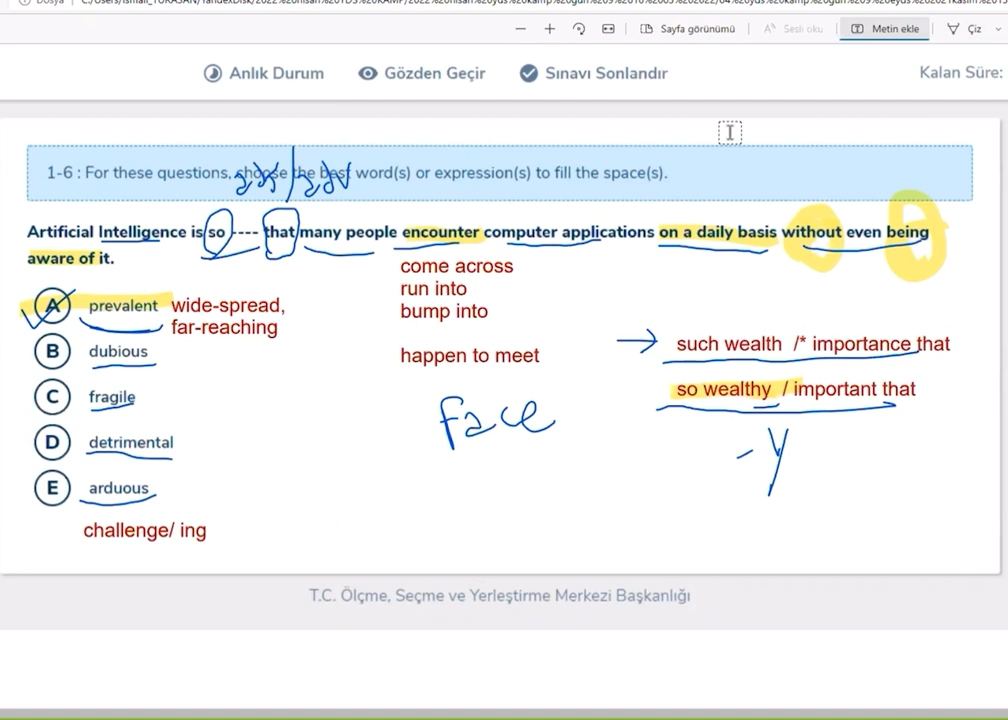 Dosya
Sayfa görünümü
Sesli oku
Metin ekle
Çiz
Anlık Durum
Gözden Geçir
Sınavı Sonlandır
Kalan Süre:
1-6 : For these questions, choose the best word(s) or expression(s) to fill the space(s).
adj/adv
Artificial Intelligence is so ---- that many people encounter computer applications on a daily basis without even being
aware of it.
come across
run into
bump into
happen to meet
face
A prevalent wide-spread,
far-reaching
B dubious
C fragile
D detrimental
E arduous
challenge/ ing
such wealth /* importance that
so wealthy / important that
-y
T.C. Ölçme, Seçme ve Yerleştirme Merkezi Başkanlığı